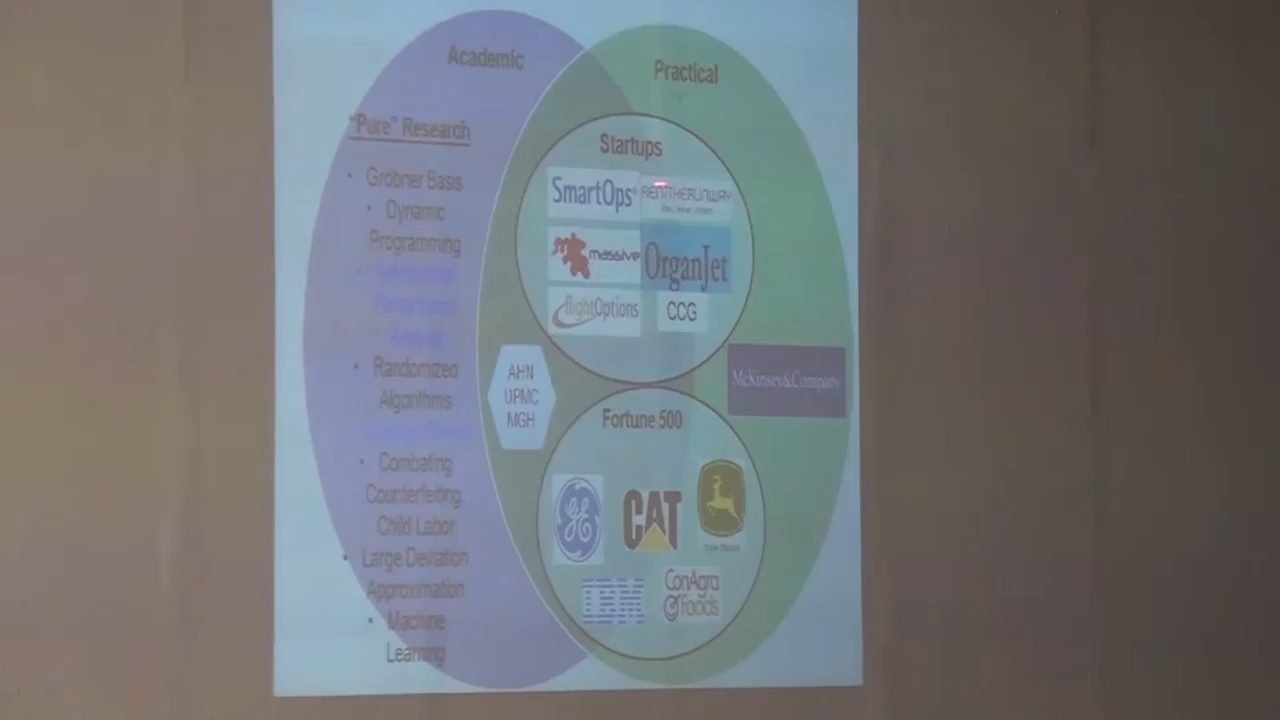 Academic
Practical
"Pure" Research
• Grobner Basis
• Dynamic
Programming
• Randomized
Algorithms
• Combating
Counterfeiting
Child Labor
• Large Deviation
Approximation
• Machine
Learning
Startups
SmartOps®
RENTTHERUNWAY
massive
OrganJet
flightOptions
CCG
AHN
UPMC
MGH
McKinsey&Company
Fortune 500
GE
CAT
IBM
ConAgra
Foods